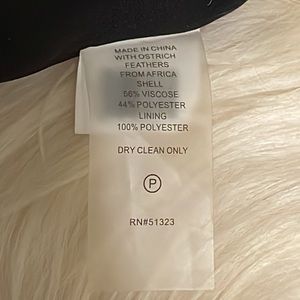 MADE IN CHINA
WITH OSTRICH
FEATHERS
FROM AFRICA
SHELL
56% VISCOSE
44% POLYESTER
LINING
100% POLYESTER
DRY CLEAN ONLY
P
RN#51323